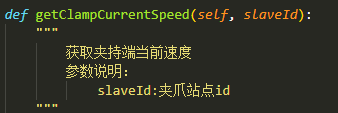 def getClampCurrentSpeed(self, slaveId):
"""
获取夹持端当前速度
参数说明：
slaveId:夹爪站点id
"""